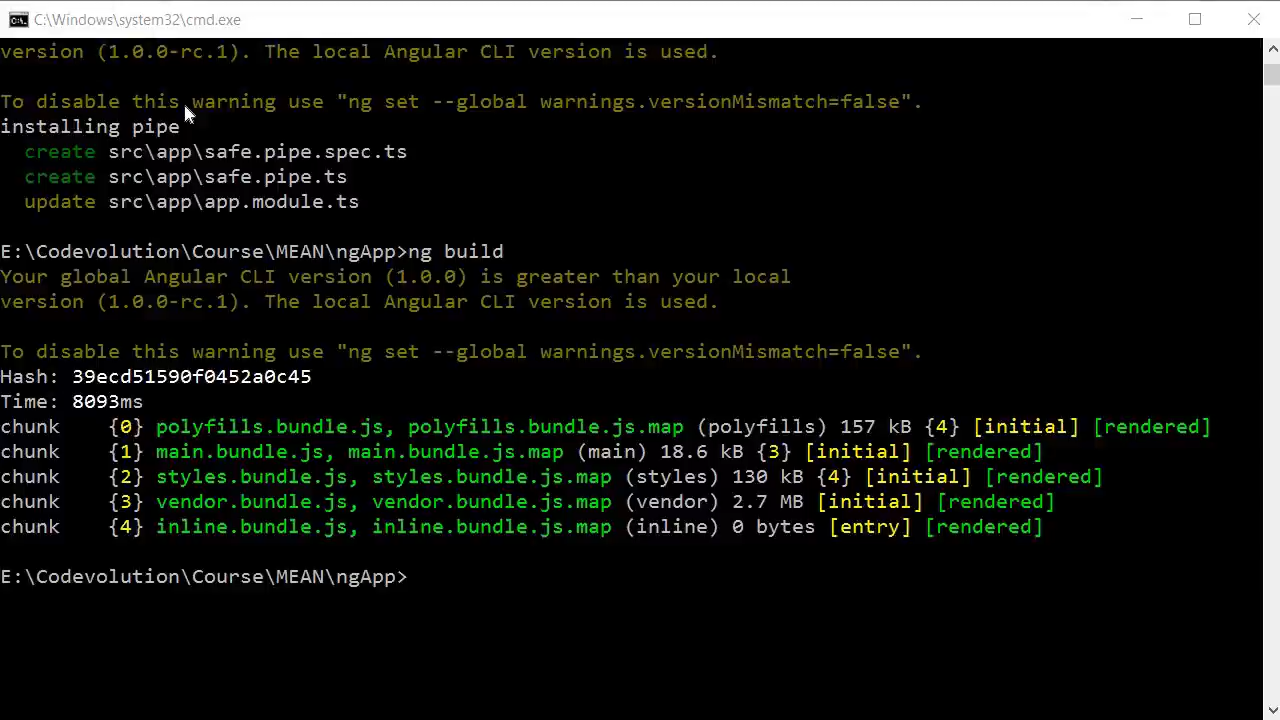 C:\Windows\system32\cmd.exe
version (1.0.0-rc.1). The local Angular CLI version is used.
To disable this warning use "ng set --global warnings.versionMismatch=false".
installing pipe
create src\app\safe.pipe.spec.ts
create src\app\safe.pipe.ts
update src\app\app.module.ts
E:\Codevolution\Course\MEAN\ngApp>ng build
Your global Angular CLI version (1.0.0) is greater than your local
version (1.0.0-rc.1). The local Angular CLI version is used.
To disable this warning use "ng set --global warnings.versionMismatch=false".
Hash: 39ecd51590f0452a0c45
Time: 8093ms
chunk    {0} polyfills.bundle.js, polyfills.bundle.js.map (polyfills) 157 kB {4} [initial] [rendered]
chunk    {1} main.bundle.js, main.bundle.js.map (main) 18.6 kB {3} [initial] [rendered]
chunk    {2} styles.bundle.js, styles.bundle.js.map (styles) 130 kB {4} [initial] [rendered]
chunk    {3} vendor.bundle.js, vendor.bundle.js.map (vendor) 2.7 MB [initial] [rendered]
chunk    {4} inline.bundle.js, inline.bundle.js.map (inline) 0 bytes [entry] [rendered]
E:\Codevolution\Course\MEAN\ngApp>